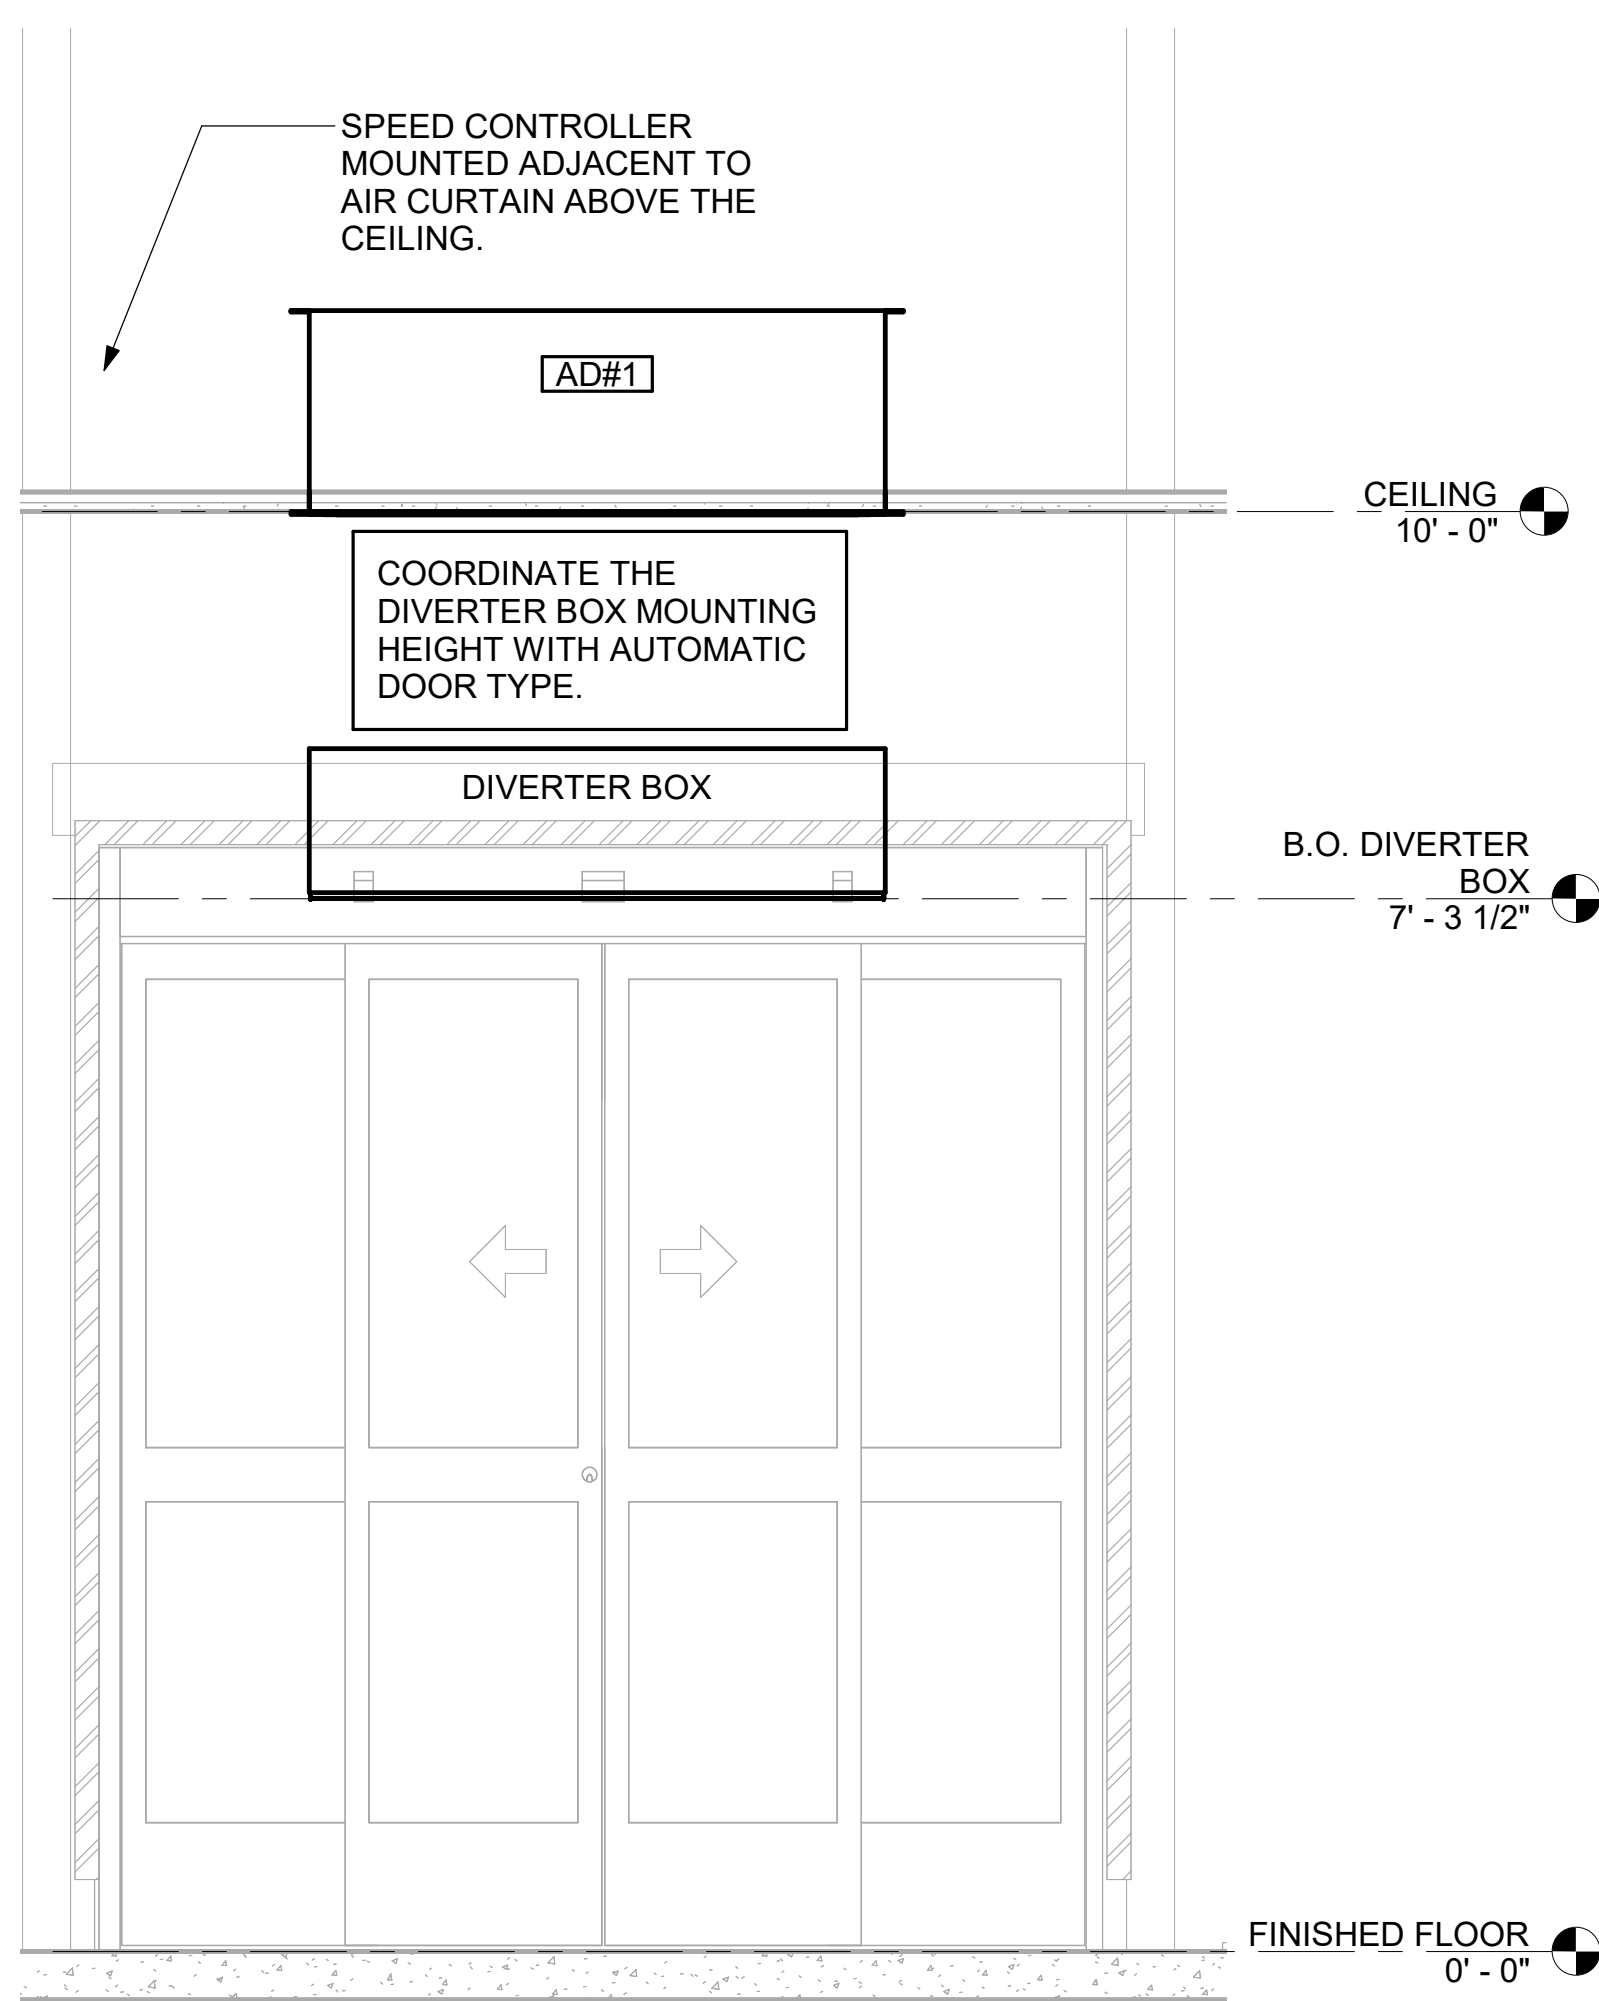 SPEED CONTROLLER
MOUNTED ADJACENT TO
AIR CURTAIN ABOVE THE
CEILING.
AD#1
CEILING
10' - 0"
COORDINATE THE
DIVERTER BOX MOUNTING
HEIGHT WITH AUTOMATIC
DOOR TYPE.
DIVERTER BOX
B.O. DIVERTER
BOX
7' - 3 1/2"
FINISHED FLOOR
0' - 0"